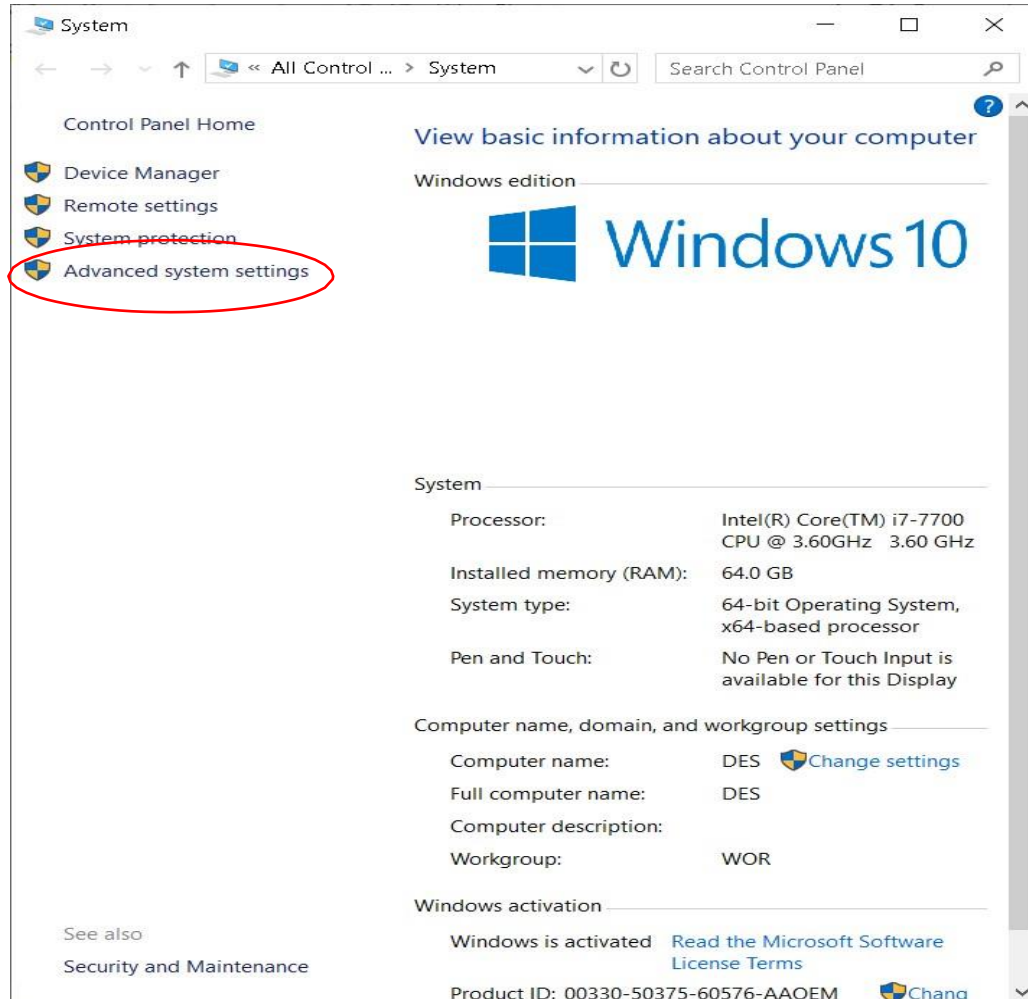 System
« All Control ... > System
Search Control Panel
Control Panel Home
Device Manager
Remote settings
System protection
Advanced system settings
View basic information about your computer
Windows edition
Windows 10
System
Processor: Intel(R) Core(TM) i7-7700
CPU @ 3.60GHz 3.60 GHz
Installed memory (RAM): 64.0 GB
System type: 64-bit Operating System,
x64-based processor
Pen and Touch: No Pen or Touch Input is
available for this Display
Computer name, domain, and workgroup settings
Computer name: DES Change settings
Full computer name: DES
Computer description:
Workgroup: WOR
Windows activation
Windows is activated Read the Microsoft Software
License Terms
Product ID: 00330-50375-60576-AAOEM Chang
See also
Security and Maintenance